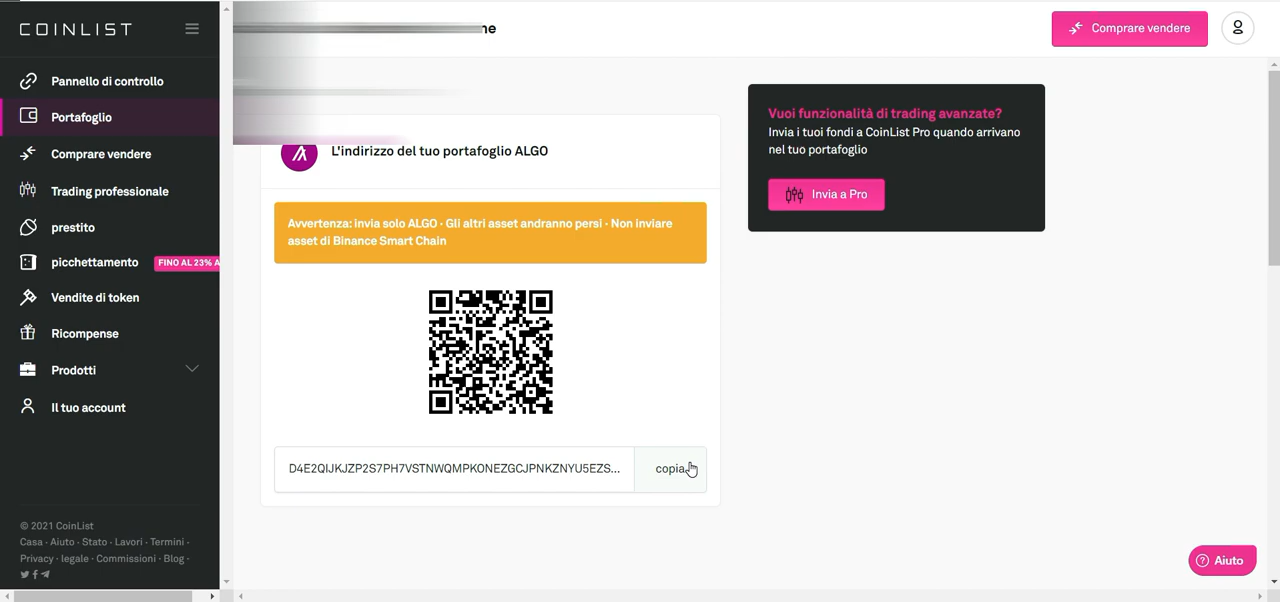 COINLIST
Pannello di controllo
Portafoglio
Comprare vendere
Trading professionale
prestito
picchettamento FINO AL 23% A
Vendite di token
Ricompense
Prodotti
Il tuo account
© 2021 CoinList
Casa · Aiuto · Stato · Lavori · Termini ·
Privacy · legale · Commissioni · Blog ·
ne
Comprare vendere
L'indirizzo del tuo portafoglio ALGO
Avvertenza: invia solo ALGO · Gli altri asset andranno persi · Non inviare
asset di Binance Smart Chain
D4E2QIJKJZP2S7PH7VSTNWQMPKONEZGCJPNKZNYU5EZS...
copia
Vuoi funzionalità di trading avanzate?
Invia i tuoi fondi a CoinList Pro quando arrivano
nel tuo portafoglio
Invia a Pro
Aiuto